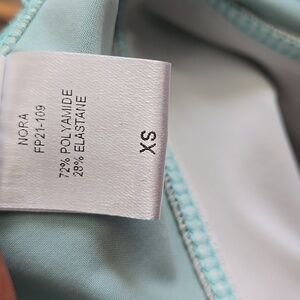 NORA
FP21-109
72% POLYAMIDE
28% ELASTANE
XS